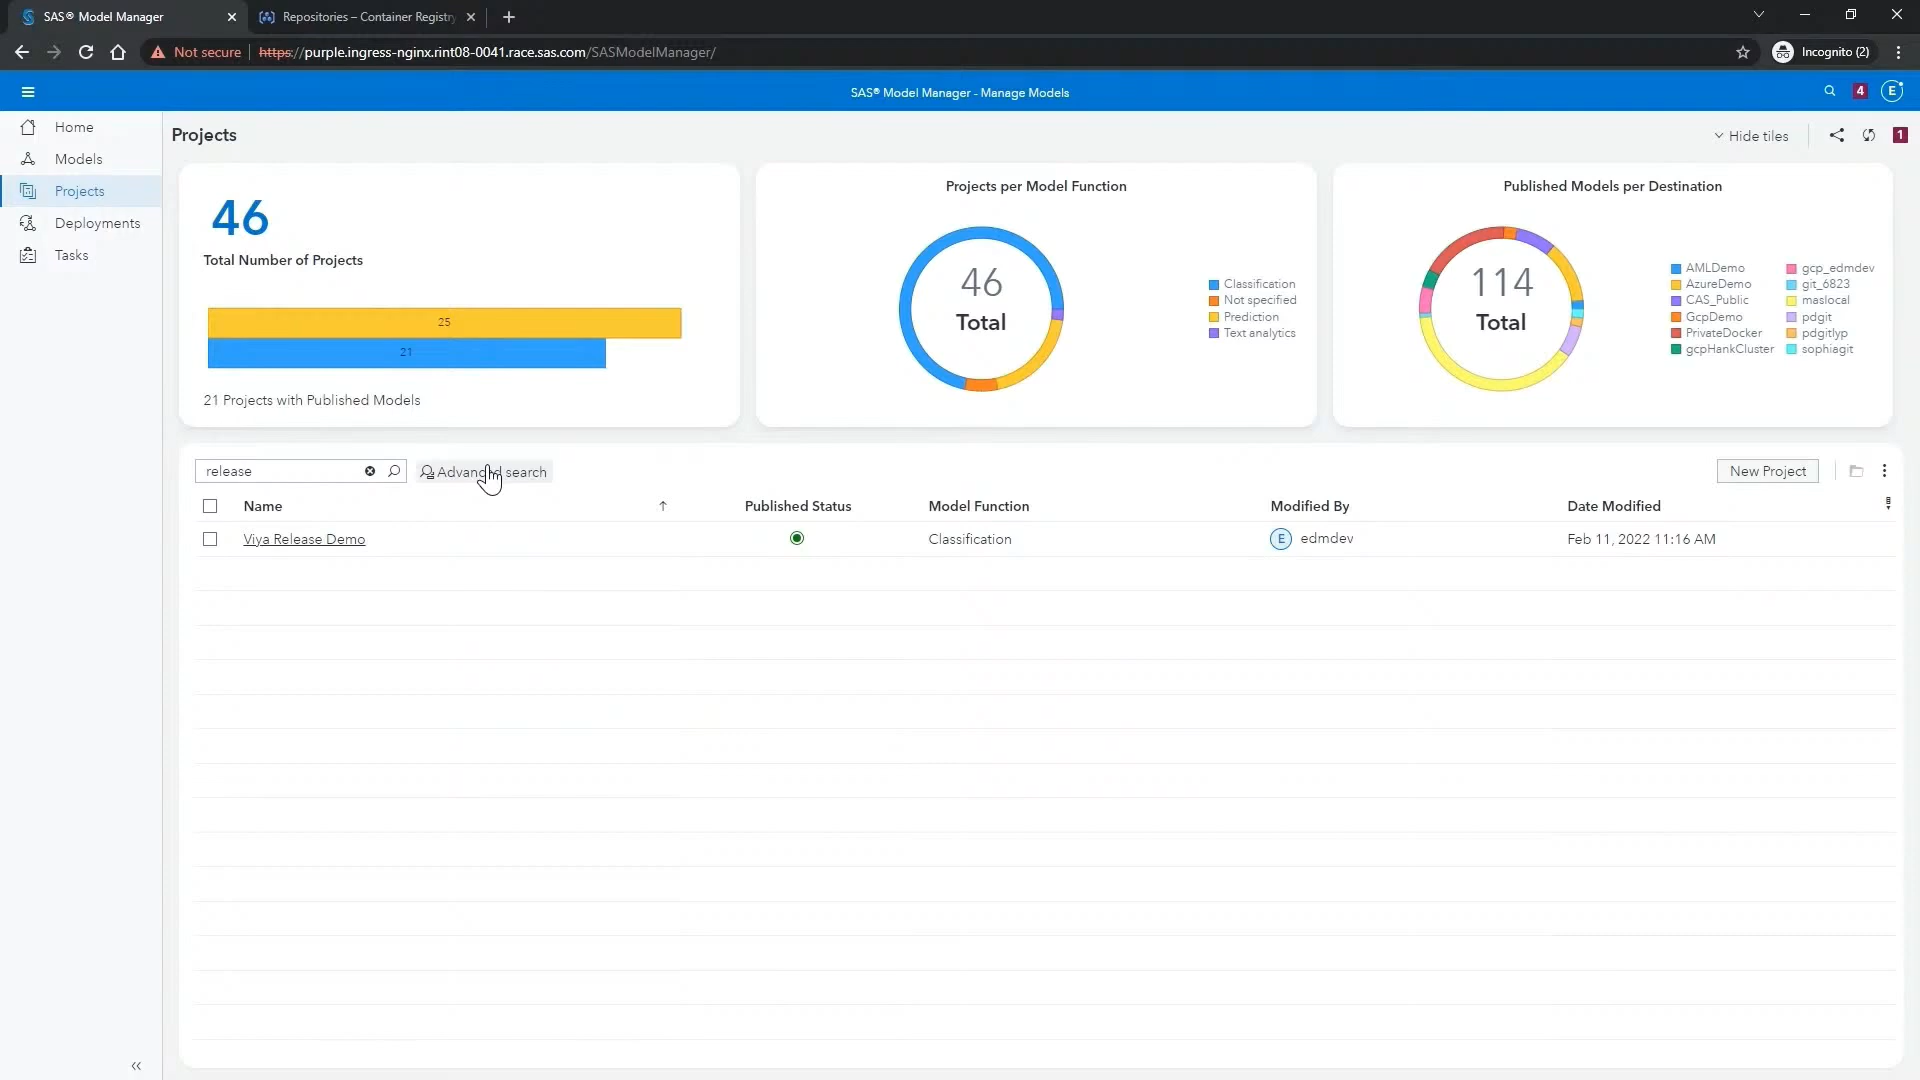 SAS® Model Manager
Repositories – Container Registry
Not secure
https://purple.ingress-nginx.rint08-0041.race.sas.com/SASModelManager/
Incognito (2)
SAS® Model Manager - Manage Models
4
E
Home
Models
Projects
Deployments
Tasks
Projects
Hide tiles
1
46
Total Number of Projects
25
21
21 Projects with Published Models
Projects per Model Function
46
Total
Classification
Not specified
Prediction
Text analytics
Published Models per Destination
114
Total
AMLDemo
AzureDemo
CAS_Public
GcpDemo
PrivateDocker
gcpHankCluster
gcp_edmdev
git_6823
maslocal
pdgit
pdgitlyp
sophiagit
release
Advanced search
New Project
Name
Published Status
Model Function
Modified By
Date Modified
Viya Release Demo
Classification
E
edmdev
Feb 11, 2022 11:16 AM